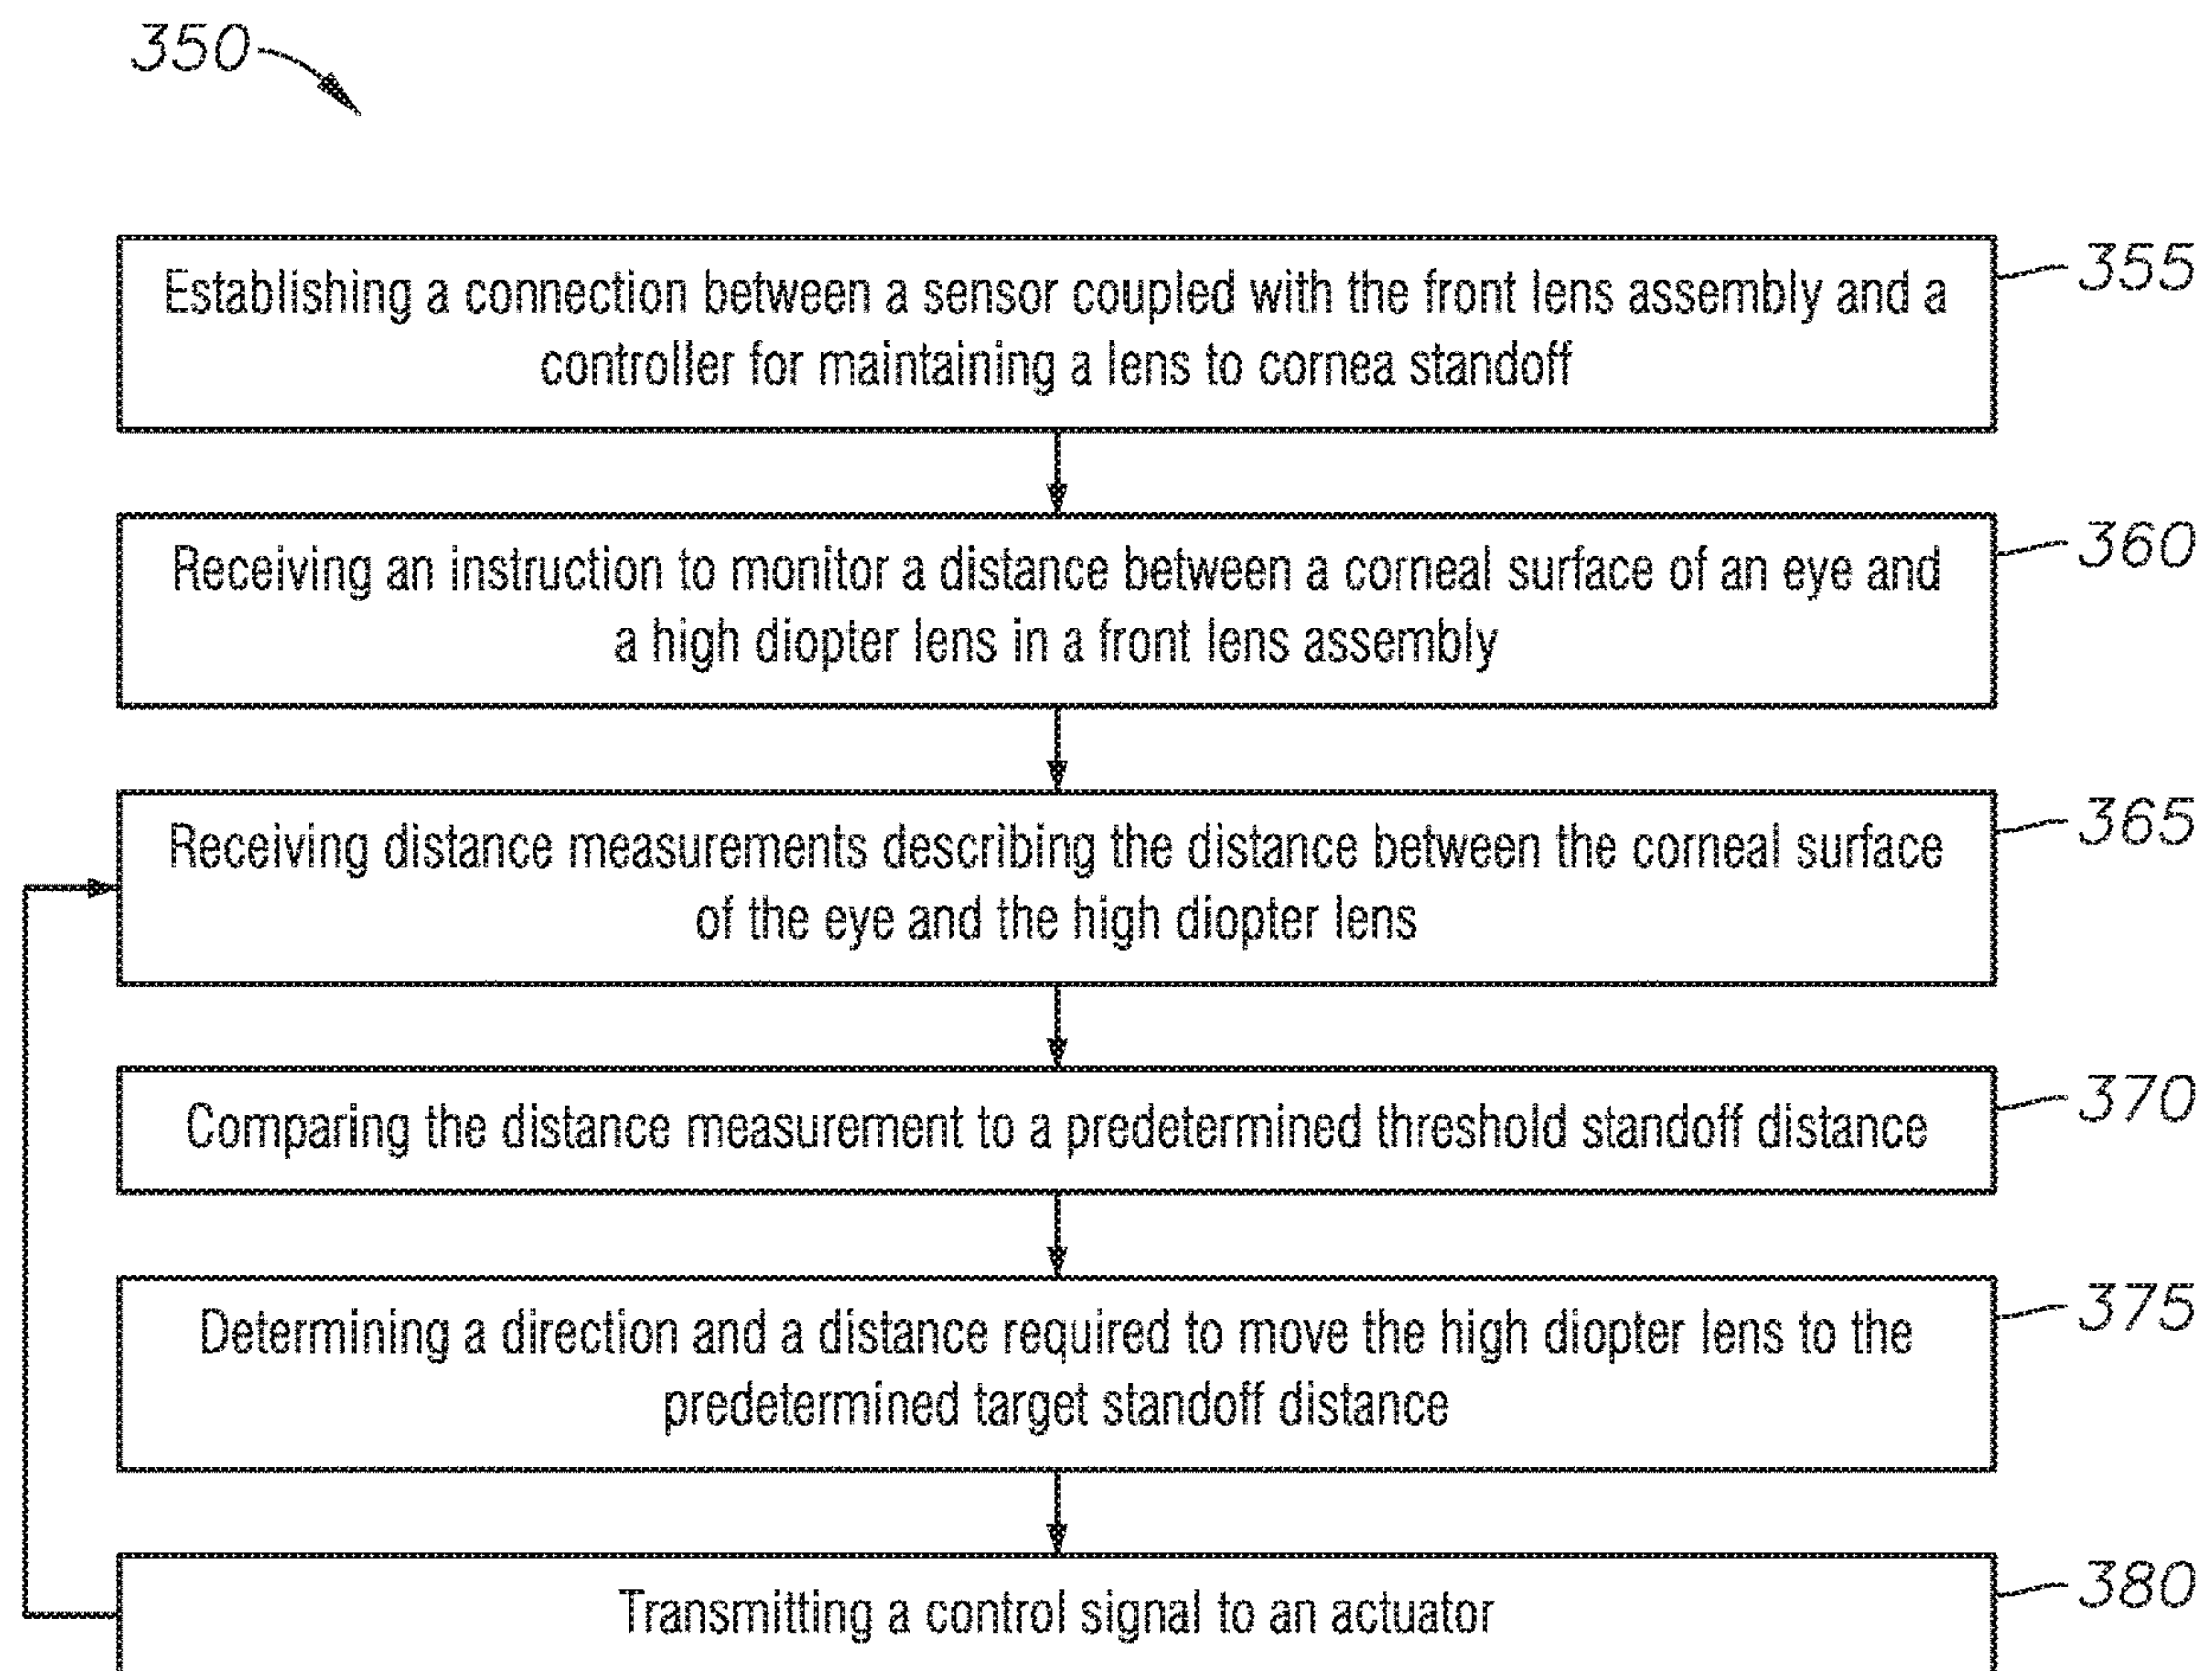 350
Establishing a connection between a sensor coupled with the front lens assembly and a
controller for maintaining a lens to cornea standoff
355
Receiving an instruction to monitor a distance between a corneal surface of an eye and
a high diopter lens in a front lens assembly
360
Receiving distance measurements describing the distance between the corneal surface
of the eye and the high diopter lens
365
Comparing the distance measurement to a predetermined threshold standoff distance
370
Determining a direction and a distance required to move the high diopter lens to the
predetermined target standoff distance
375
Transmitting a control signal to an actuator
380